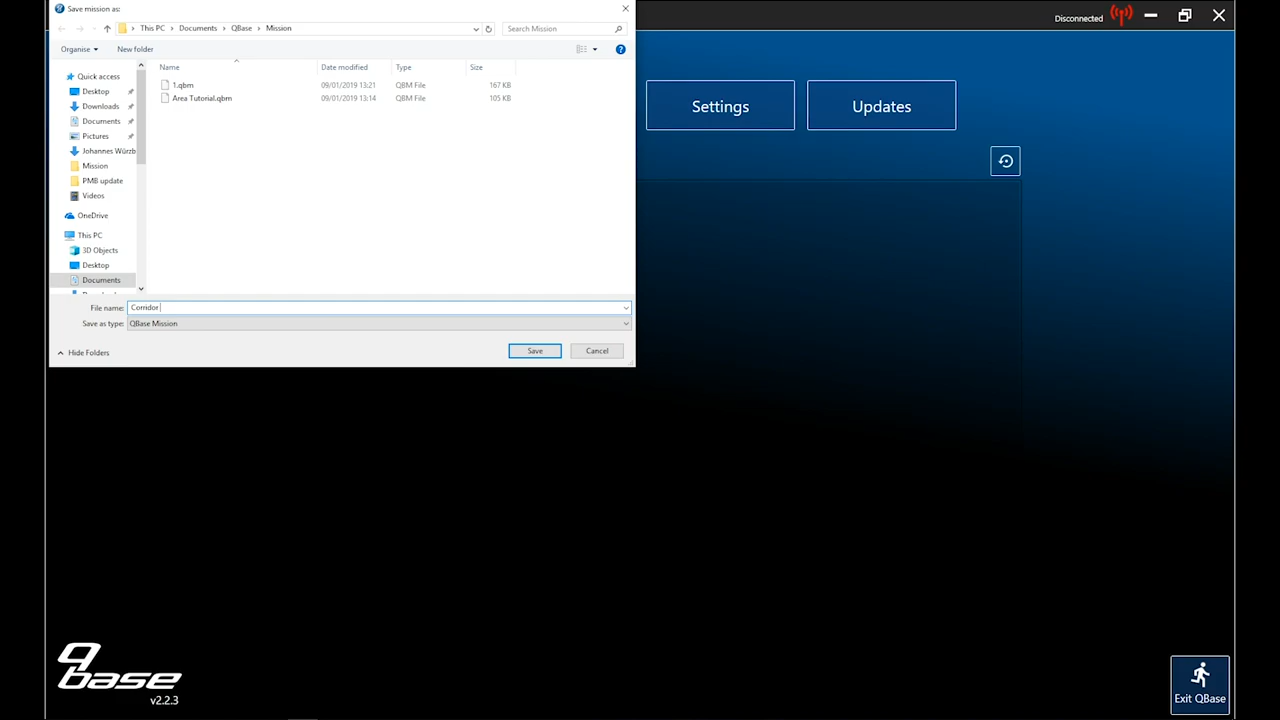 Save mission as:
This PC > Documents > QBase > Mission
Search Mission
Organise
New folder
Name
Date modified
Type
Size
1.qbm
09/01/2019 13:21
QBM File
167 KB
Area Tutorial.qbm
09/01/2019 13:14
QBM File
105 KB
Quick access
Desktop
Downloads
Documents
Pictures
Johannes Würzb
Mission
PMB update
Videos
OneDrive
This PC
3D Objects
Desktop
Documents
File name: Corridor
Save as type: QBase Mission
Hide Folders
Save
Cancel
Disconnected
Settings
Updates
qbase
v2.2.3
Exit QBase